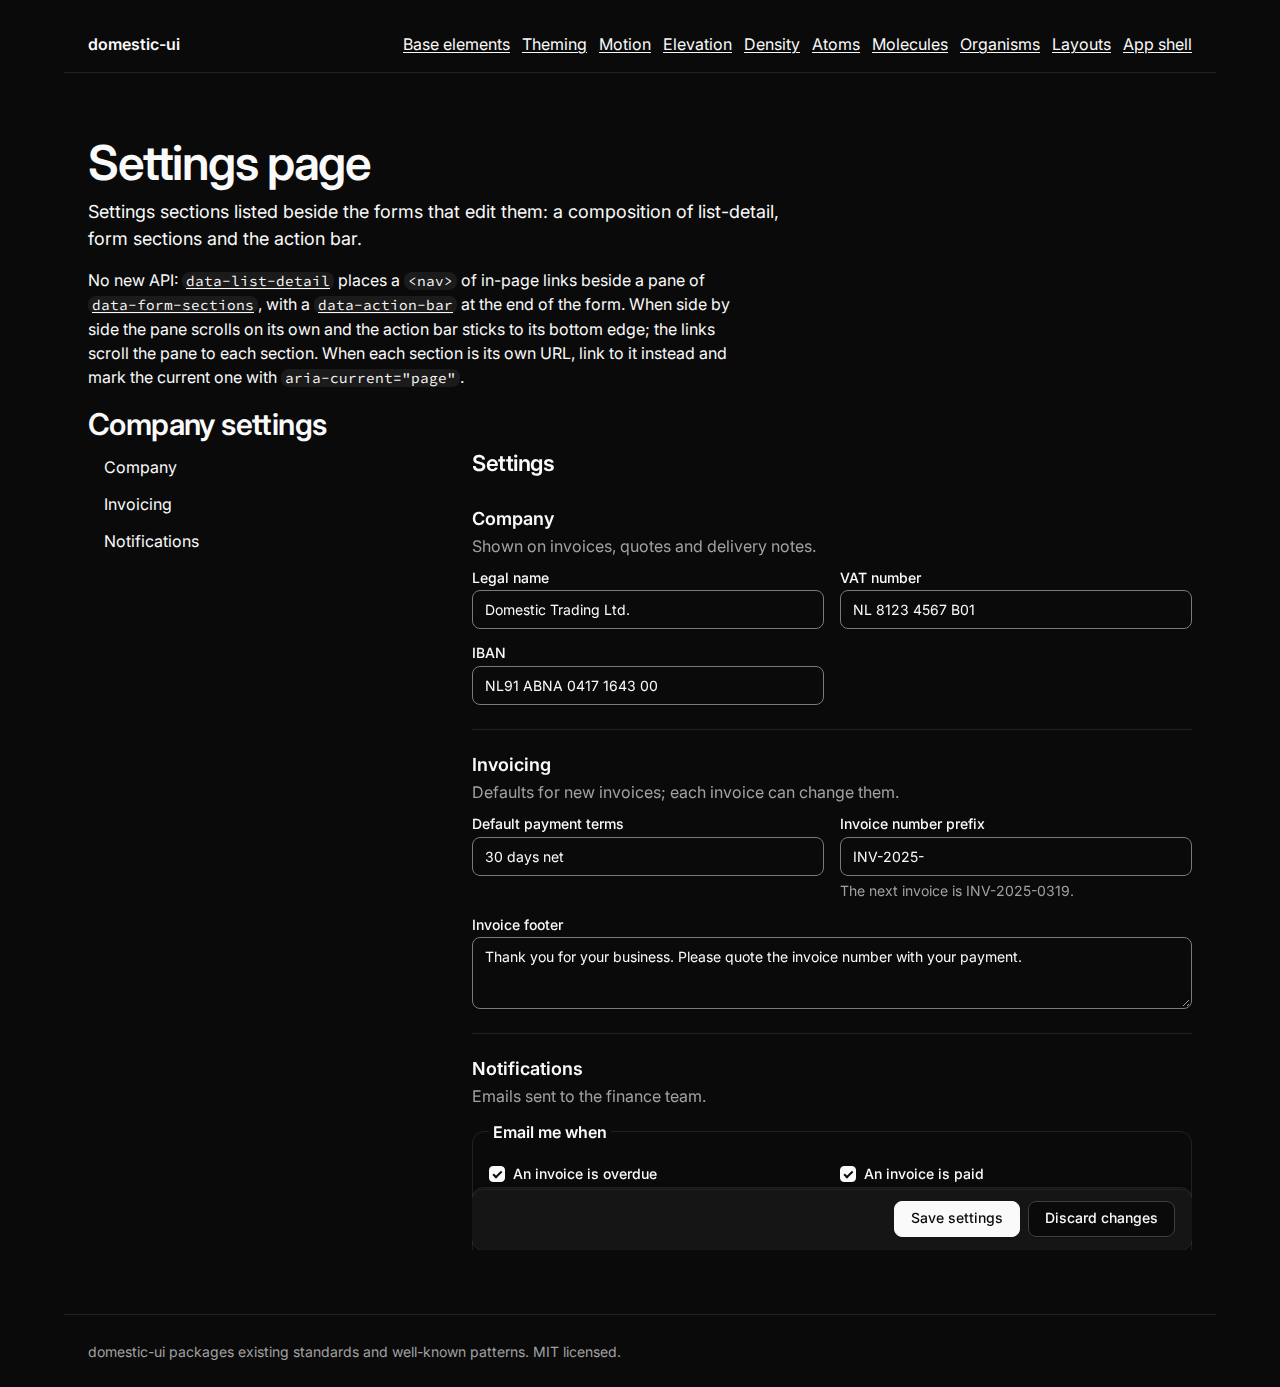 domestic-ui
Base elements Theming Motion Elevation Density Atoms Molecules Organisms Layouts App shell
Settings page
Settings sections listed beside the forms that edit them: a composition of list-detail,
form sections and the action bar.
No new API: data-list-detail places a <nav> of in-page links beside a pane of
data-form-sections, with a data-action-bar at the end of the form. When side by
side the pane scrolls on its own and the action bar sticks to its bottom edge; the links
scroll the pane to each section. When each section is its own URL, link to it instead and
mark the current one with aria-current="page".
Company settings
Company
Invoicing
Notifications
Settings
Company
Shown on invoices, quotes and delivery notes.
Legal name VAT number
Domestic Trading Ltd. NL 8123 4567 B01
IBAN
NL91 ABNA 0417 1643 00
Invoicing
Defaults for new invoices; each invoice can change them.
Default payment terms Invoice number prefix
30 days net INV-2025-
The next invoice is INV-2025-0319.
Invoice footer
Thank you for your business. Please quote the invoice number with your payment.
Notifications
Emails sent to the finance team.
Email me when
An invoice is overdue An invoice is paid
Save settings Discard changes
domestic-ui packages existing standards and well-known patterns. MIT licensed.